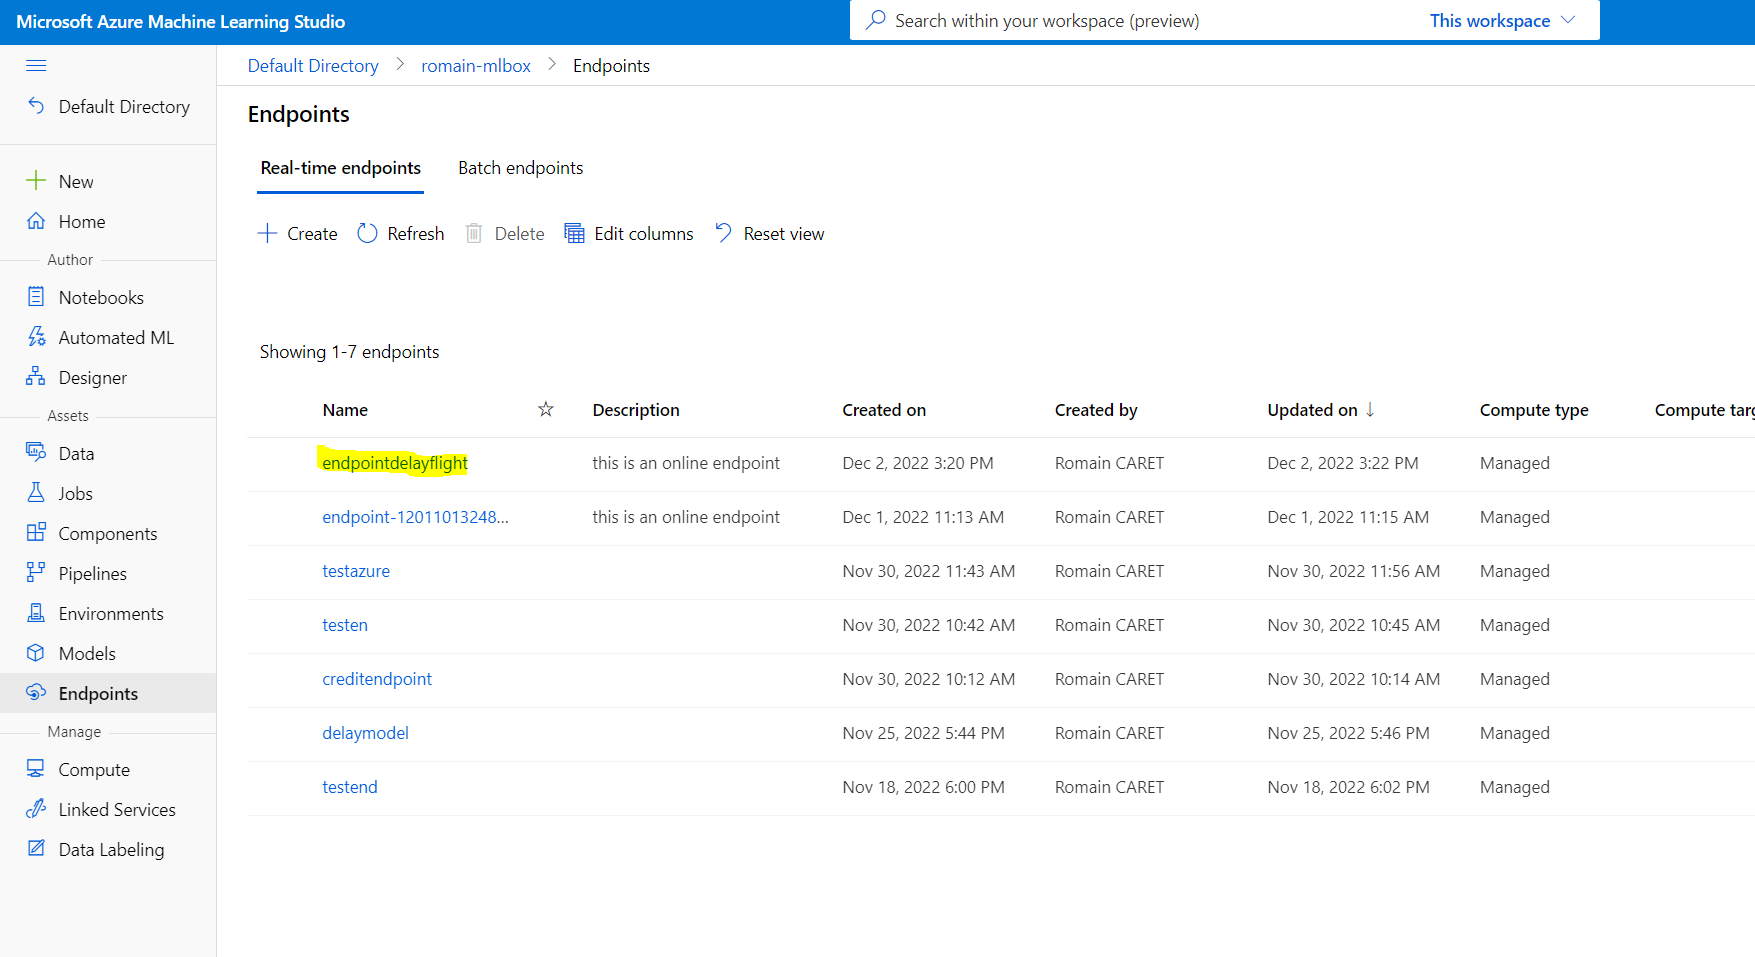 Microsoft Azure Machine Learning Studio
Search within your workspace (preview)
This workspace
Default Directory
New
Home
Author
Notebooks
Automated ML
Designer
Assets
Data
Jobs
Components
Pipelines
Environments
Models
Endpoints
Manage
Compute
Linked Services
Data Labeling
Default Directory > romain-mlbox > Endpoints
Endpoints
Real-time endpoints Batch endpoints
Create Refresh Delete Edit columns Reset view
Showing 1-7 endpoints
Name Description Created on Created by Updated on Compute type Compute targ
endpointdelayflight this is an online endpoint Dec 2, 2022 3:20 PM Romain CARET Dec 2, 2022 3:22 PM Managed
endpoint-12011013248... this is an online endpoint Dec 1, 2022 11:13 AM Romain CARET Dec 1, 2022 11:15 AM Managed
testazure Nov 30, 2022 11:43 AM Romain CARET Nov 30, 2022 11:56 AM Managed
testen Nov 30, 2022 10:42 AM Romain CARET Nov 30, 2022 10:45 AM Managed
creditendpoint Nov 30, 2022 10:12 AM Romain CARET Nov 30, 2022 10:14 AM Managed
delaymodel Nov 25, 2022 5:44 PM Romain CARET Nov 25, 2022 5:46 PM Managed
testend Nov 18, 2022 6:00 PM Romain CARET Nov 18, 2022 6:02 PM Managed